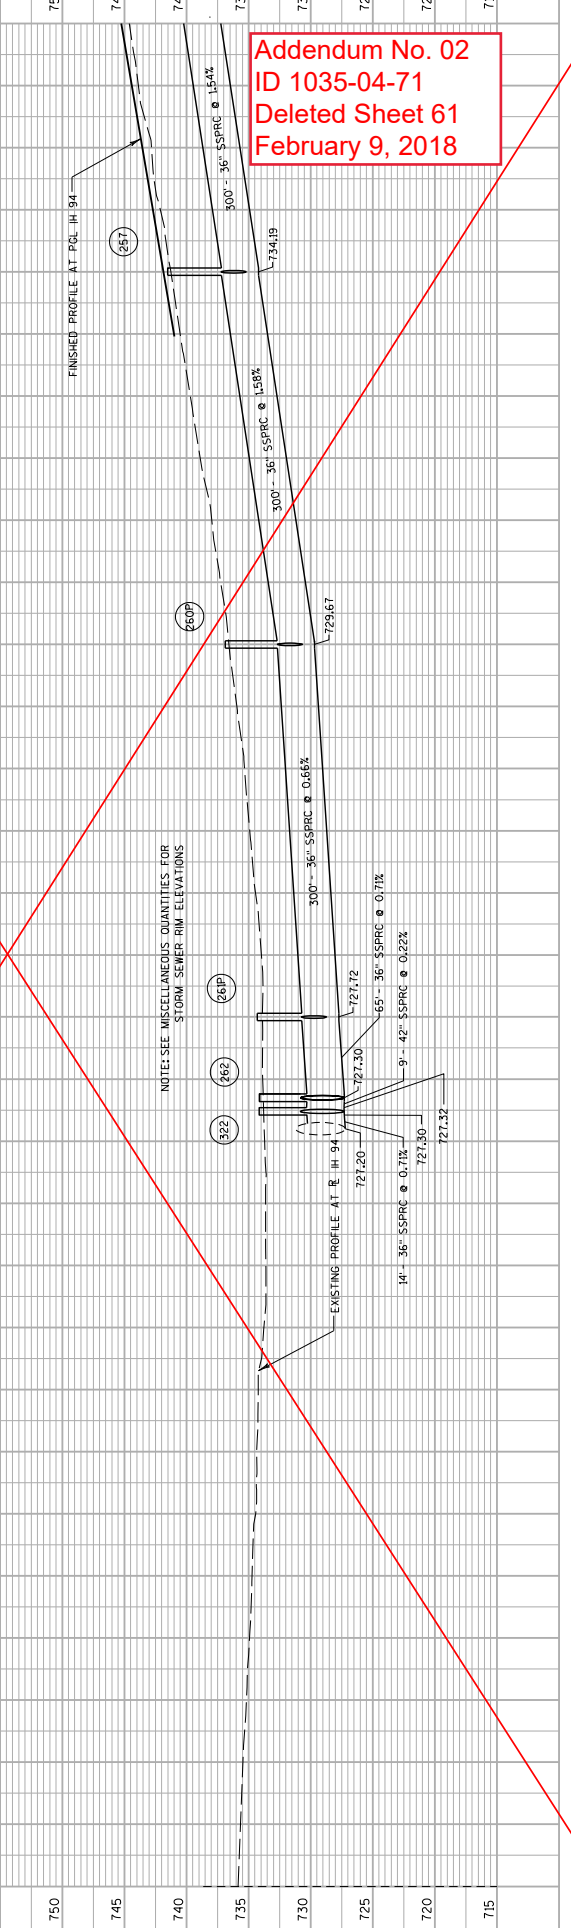 Addendum No. 02
ID 1035-04-71
Deleted Sheet 61
February 9, 2018
300' - 36" SSPRC @ 1.54%
FINISHED PROFILE AT PGL IH 94
257
734.19
300' - 36" SSPRC @ 1.58%
260P
729.67
300' - 36" SSPRC @ 0.66%
NOTE: SEE MISCELLANEOUS QUANTITIES FOR
STORM SEWER RIM ELEVATIONS
261P
727.72
65' - 36" SSPRC @ 0.71%
262
727.30
9' - 42" SSPRC @ 0.22%
322
727.20
727.30
727.32
14' - 36" SSPRC @ 0.71%
EXISTING PROFILE AT RL IH 94
750
745
740
735
730
725
720
715